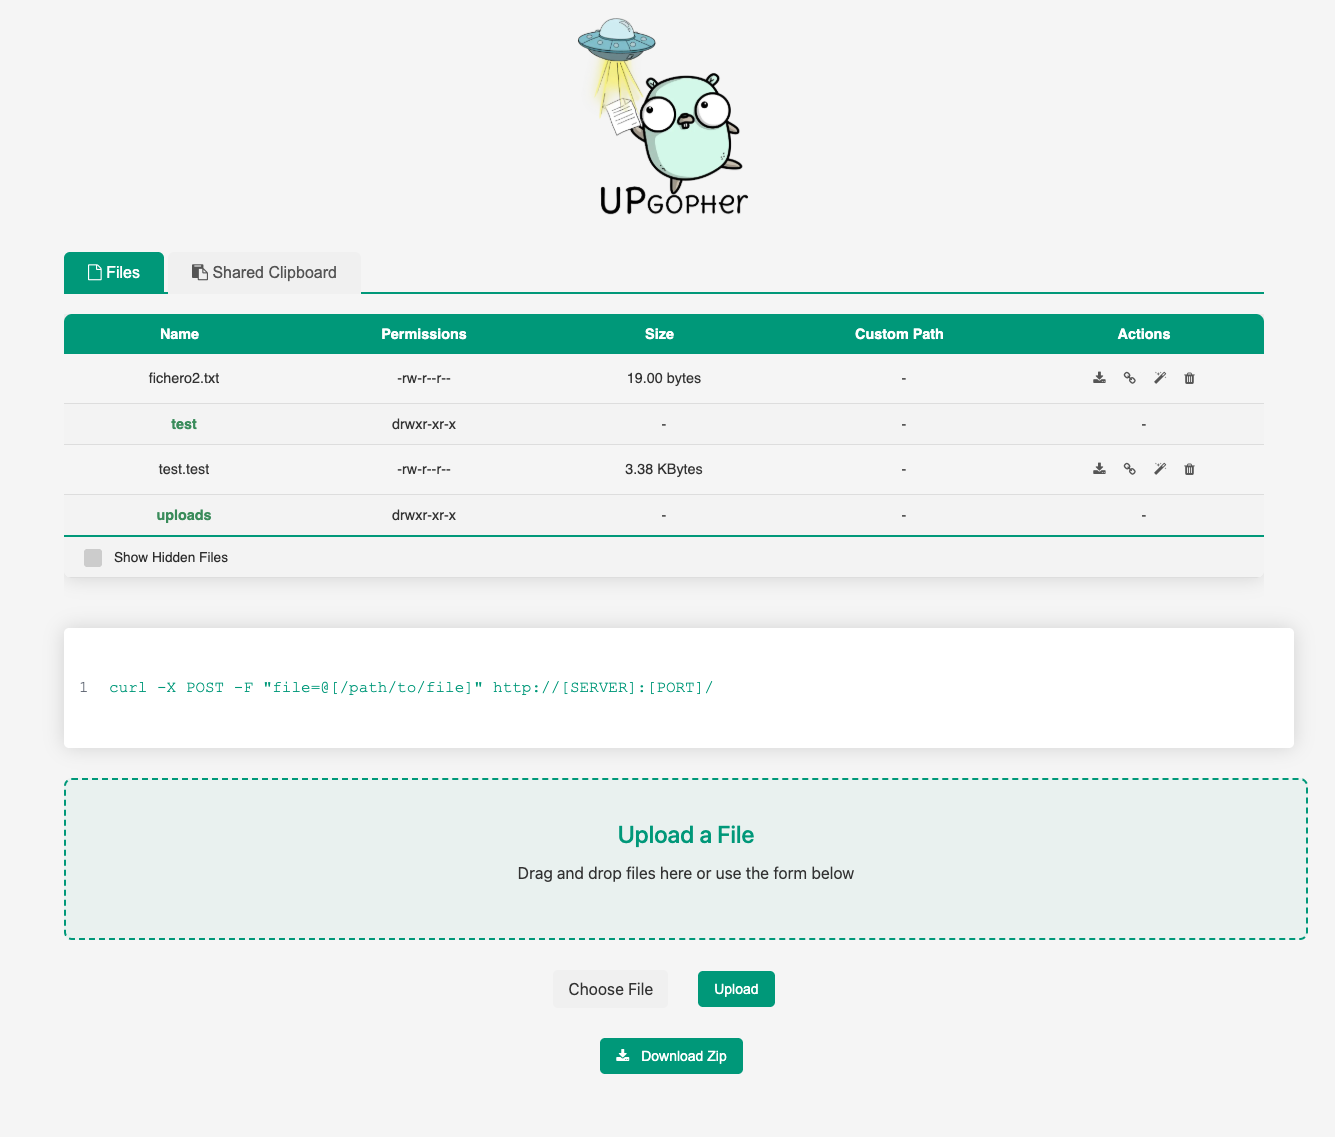 UPGOPHer
Files
Shared Clipboard
Name Permissions Size Custom Path Actions
fichero2.txt -rw-r--r-- 19.00 bytes -
test drwxr-xr-x - - -
test.test -rw-r--r-- 3.38 KBytes -
uploads drwxr-xr-x - - -
Show Hidden Files
1 curl -X POST -F "file=@[/path/to/file]" http://[SERVER]:[PORT]/
Upload a File
Drag and drop files here or use the form below
Choose File
Upload
Download Zip